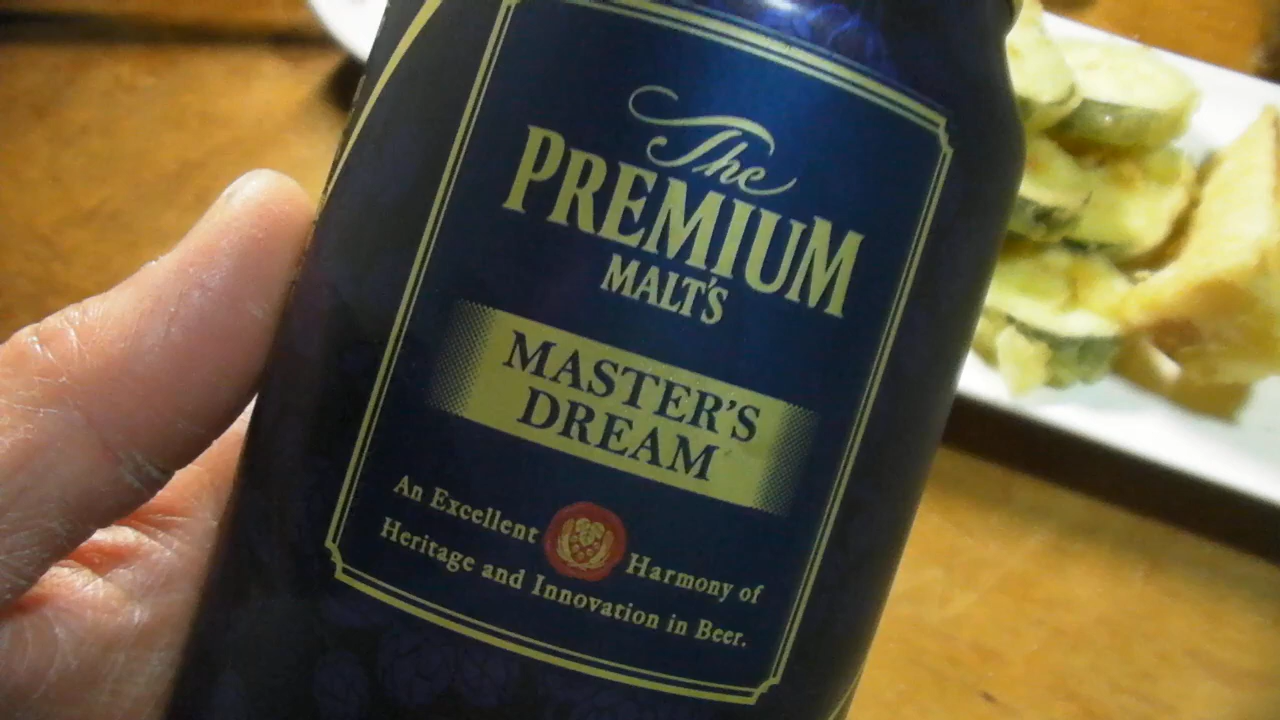 The
PREMIUM
MALT'S
MASTER'S
DREAM
An Excellent Harmony of
Heritage and Innovation in Beer.